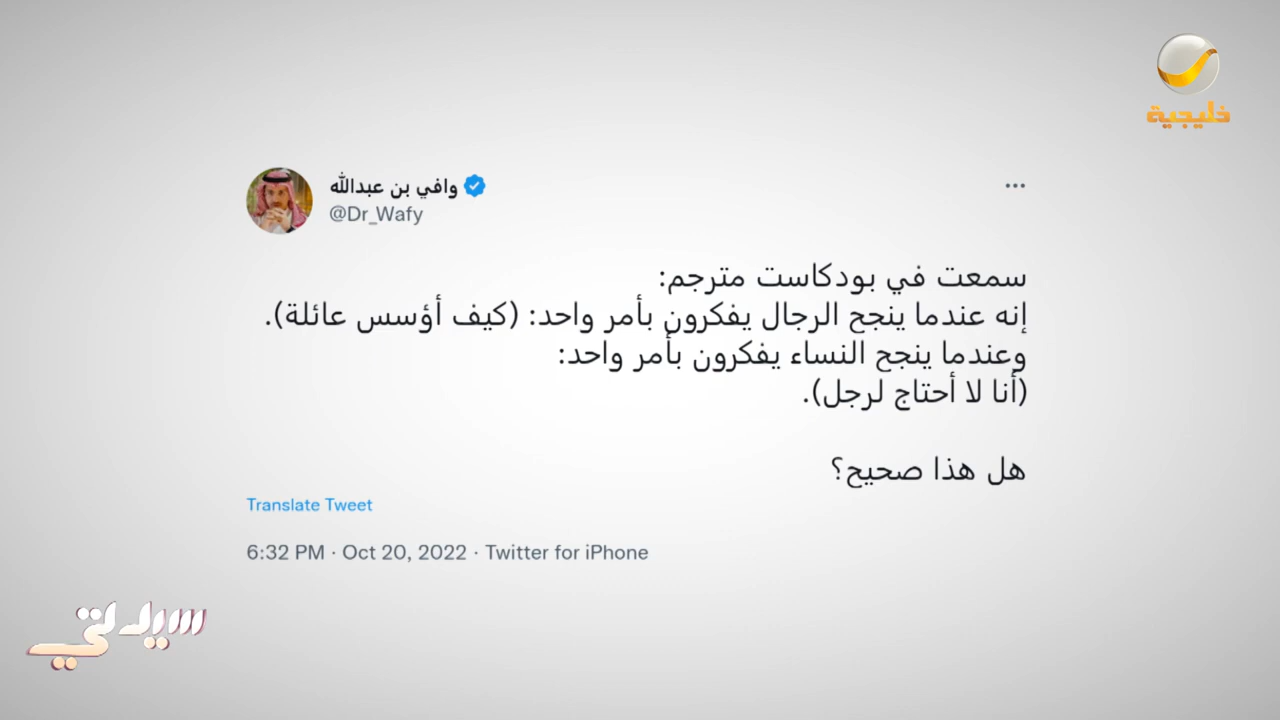 خليجية
وافي بن عبدالله
@Dr_Wafy
سمعت في بودكاست مترجم:
إنه عندما ينجح الرجال يفكرون بأمر واحد: (كيف أؤسس عائلة).
وعندما ينجح النساء يفكرون بأمر واحد:
(أنا لا أحتاج لرجل).
هل هذا صحيح؟
Translate Tweet
6:32 PM · Oct 20, 2022 · Twitter for iPhone
سيدتي